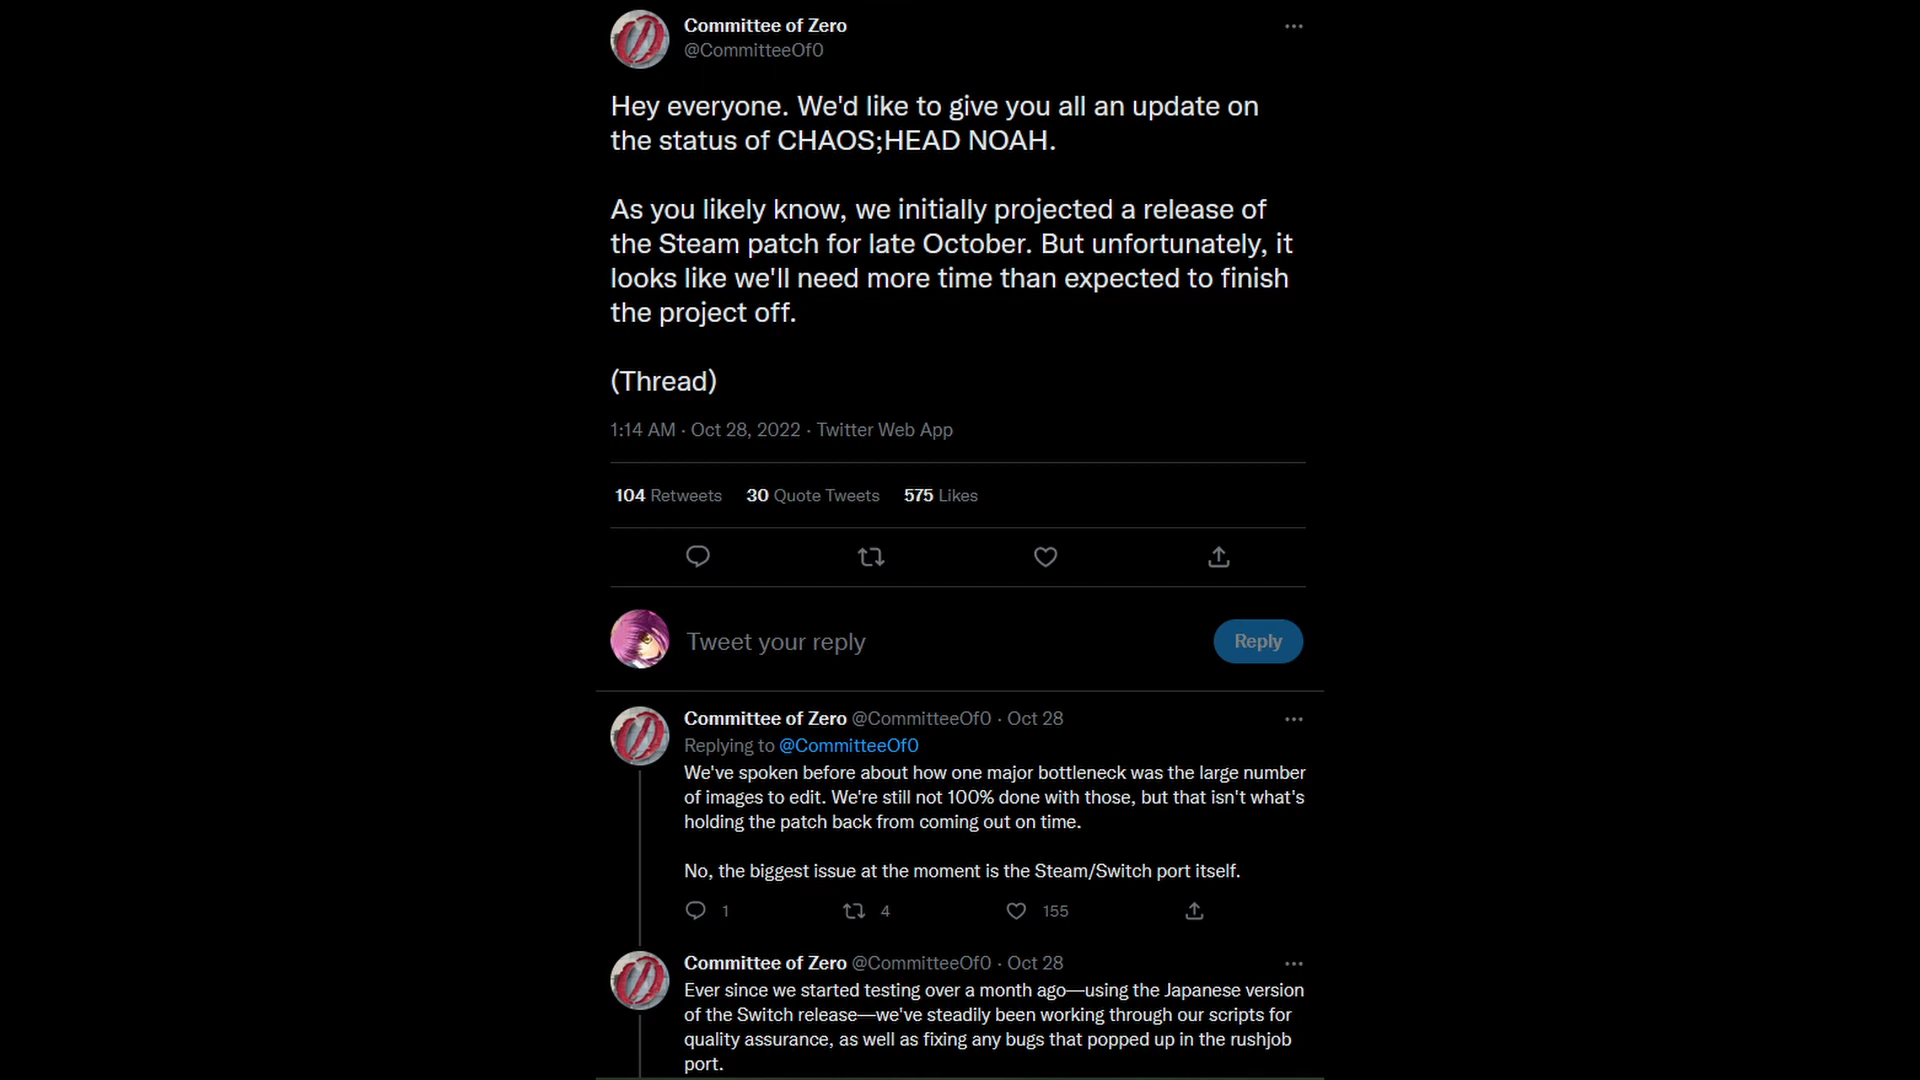 Committee of Zero
@CommitteeOf0
Hey everyone. We'd like to give you all an update on
the status of CHAOS;HEAD NOAH.
As you likely know, we initially projected a release of
the Steam patch for late October. But unfortunately, it
looks like we'll need more time than expected to finish
the project off.
(Thread)
1:14 AM · Oct 28, 2022 · Twitter Web App
104 Retweets 30 Quote Tweets 575 Likes
Tweet your reply
Reply
Committee of Zero @CommitteeOf0 · Oct 28
Replying to @CommitteeOf0
We've spoken before about how one major bottleneck was the large number
of images to edit. We're still not 100% done with those, but that isn't what's
holding the patch back from coming out on time.
No, the biggest issue at the moment is the Steam/Switch port itself.
1 4 155
Committee of Zero @CommitteeOf0 · Oct 28
Ever since we started testing over a month ago—using the Japanese version
of the Switch release—we've steadily been working through our scripts for
quality assurance, as well as fixing any bugs that popped up in the rushjob
port.